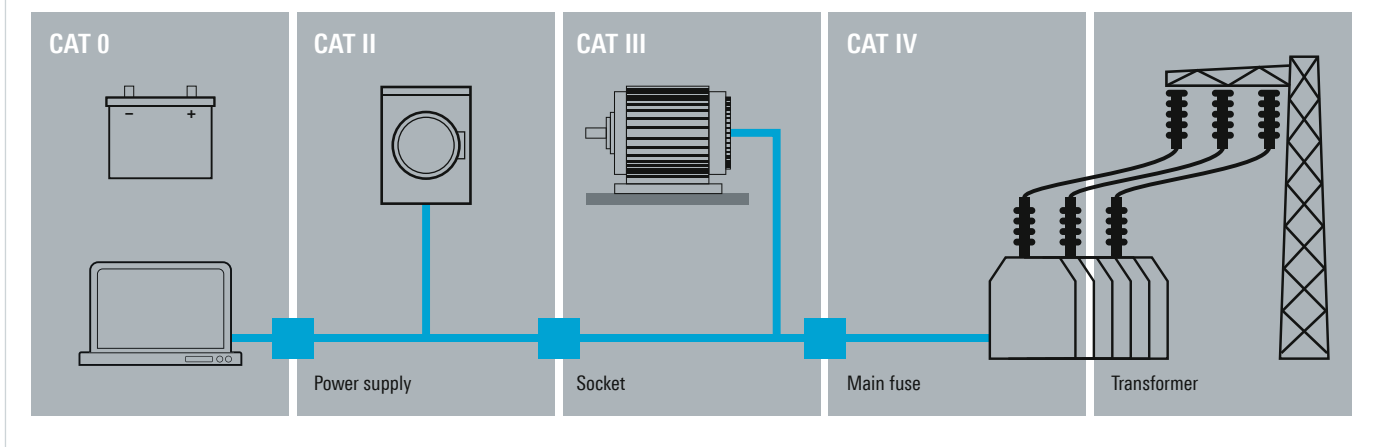 CAT 0
CAT II
CAT III
CAT IV
− +
Power supply
Socket
Main fuse
Transformer